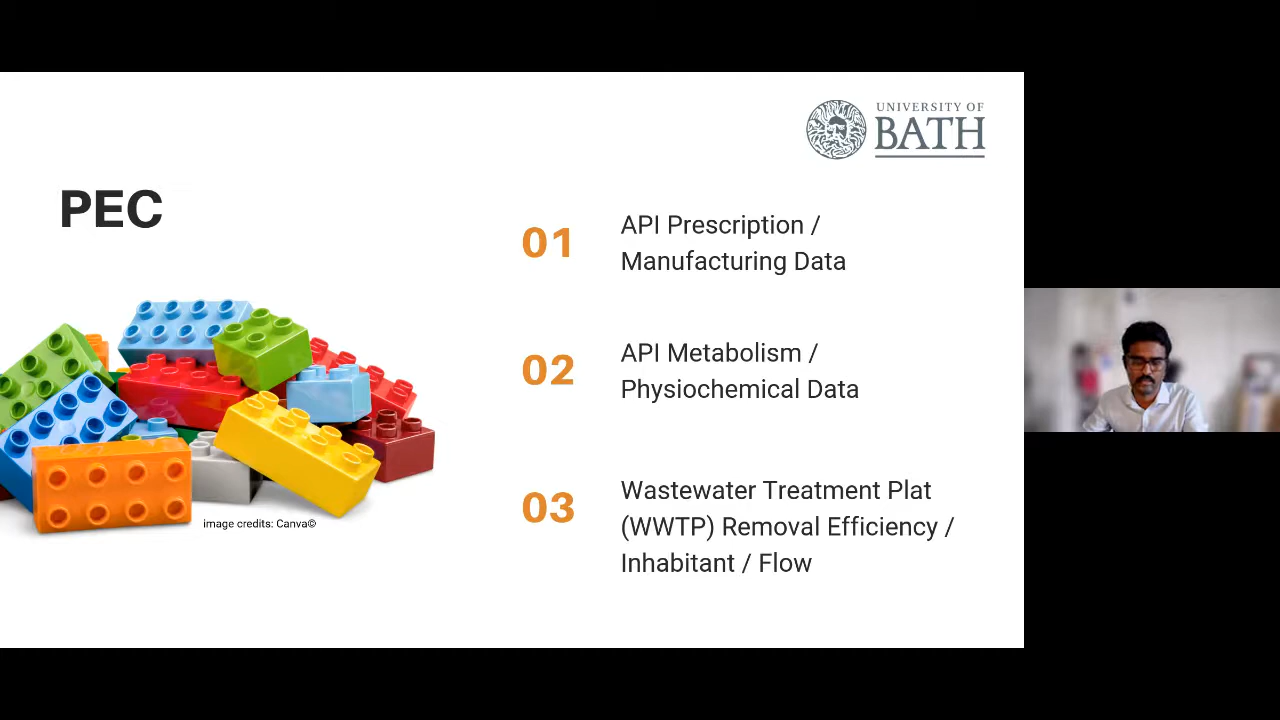 UNIVERSITY OF
BATH
PEC
01
API Prescription /
Manufacturing Data
02
API Metabolism /
Physiochemical Data
03
Wastewater Treatment Plat
(WWTP) Removal Efficiency /
Inhabitant / Flow
image credits: Canva©